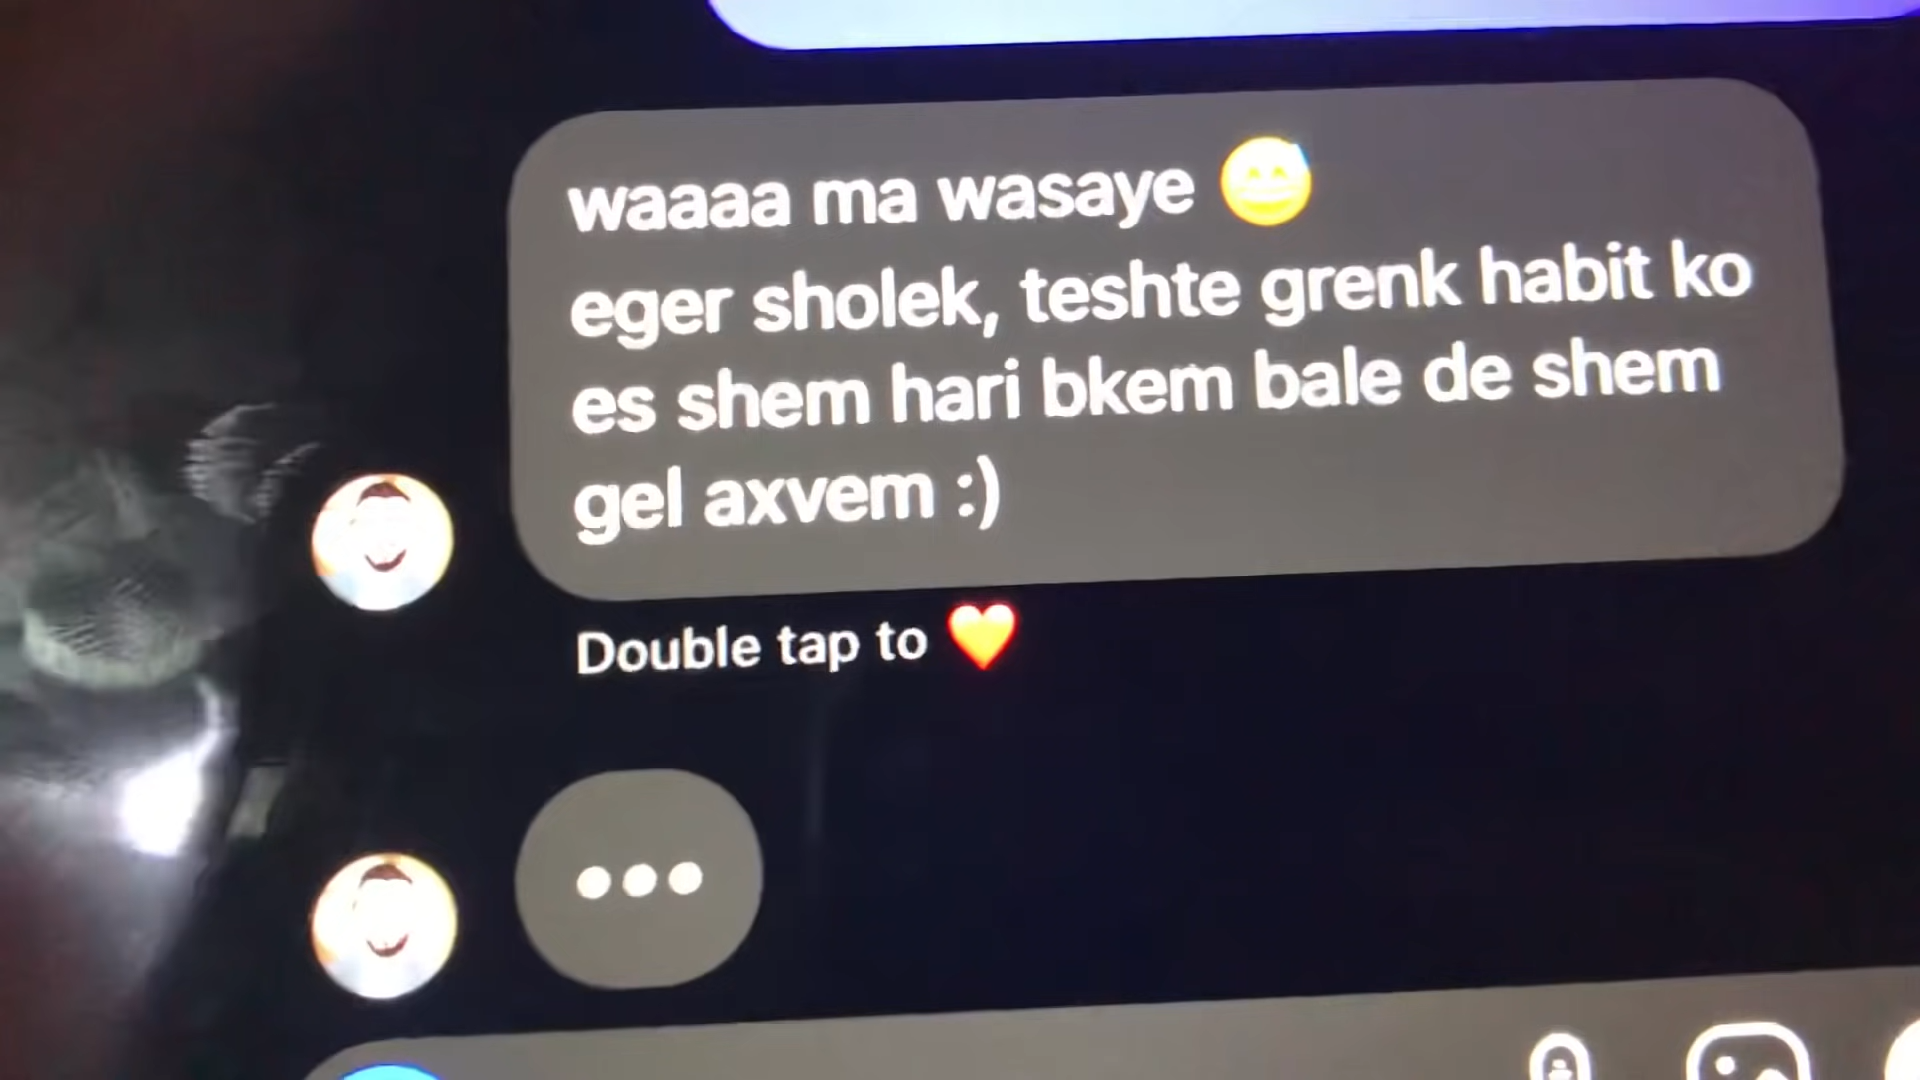 waaaa ma wasaye 😅
eger sholek, teshte grenk habit ko
es shem hari bkem bale de shem
gel axvem :)
Double tap to ❤️